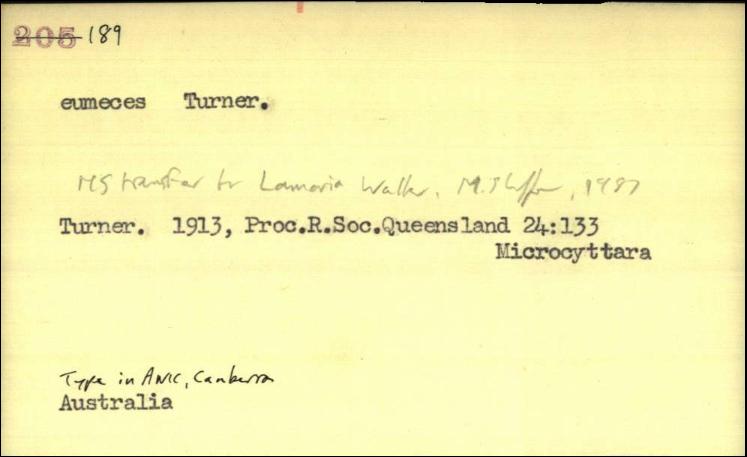 205 189
eumeces Turner.
MS transfer to Lamoria Walker. M. Shaffer, 1987
Turner. 1913, Proc.R.Soc.Queensland 24:133
Microcyttara
Type in ANIC, Canberra
Australia